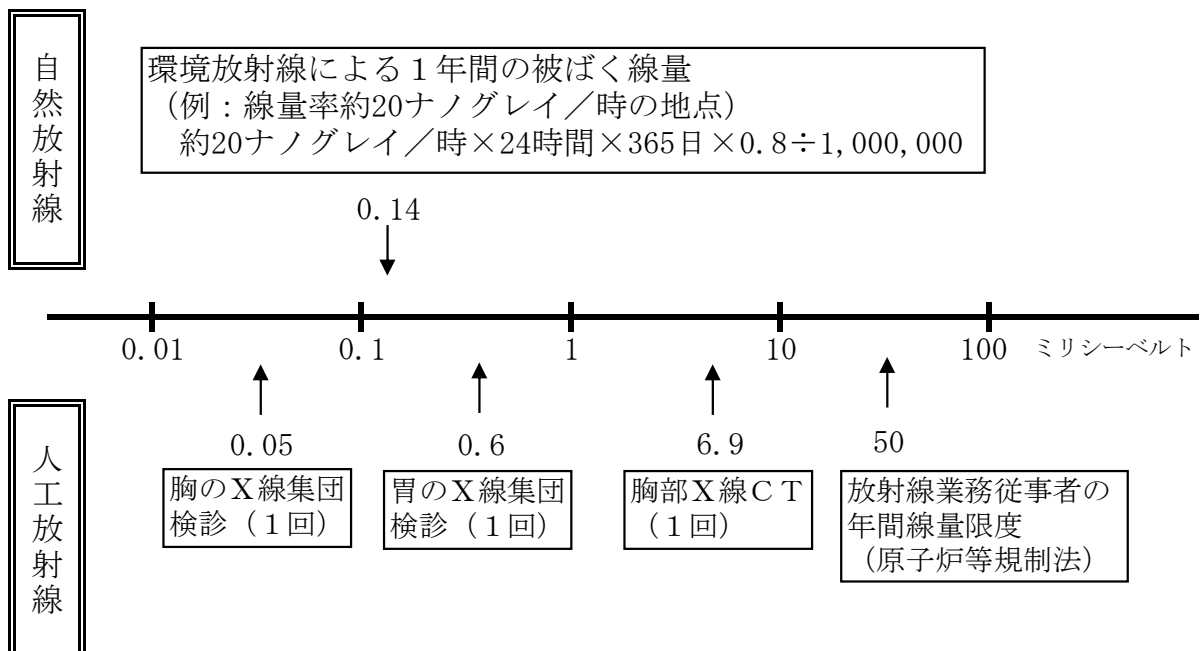 自然放射線
環境放射線による１年間の被ばく線量
（例：線量率約20ナノグレイ／時の地点）
約20ナノグレイ／時×24時間×365日×0.8÷1,000,000
0.14
0.01
0.1
1
10
100
ミリシーベルト
人工放射線
0.05
胸のＸ線集団
検診（１回）
0.6
胃のＸ線集団
検診（１回）
6.9
胸部Ｘ線ＣＴ
（１回）
50
放射線業務従事者の
年間線量限度
（原子炉等規制法）